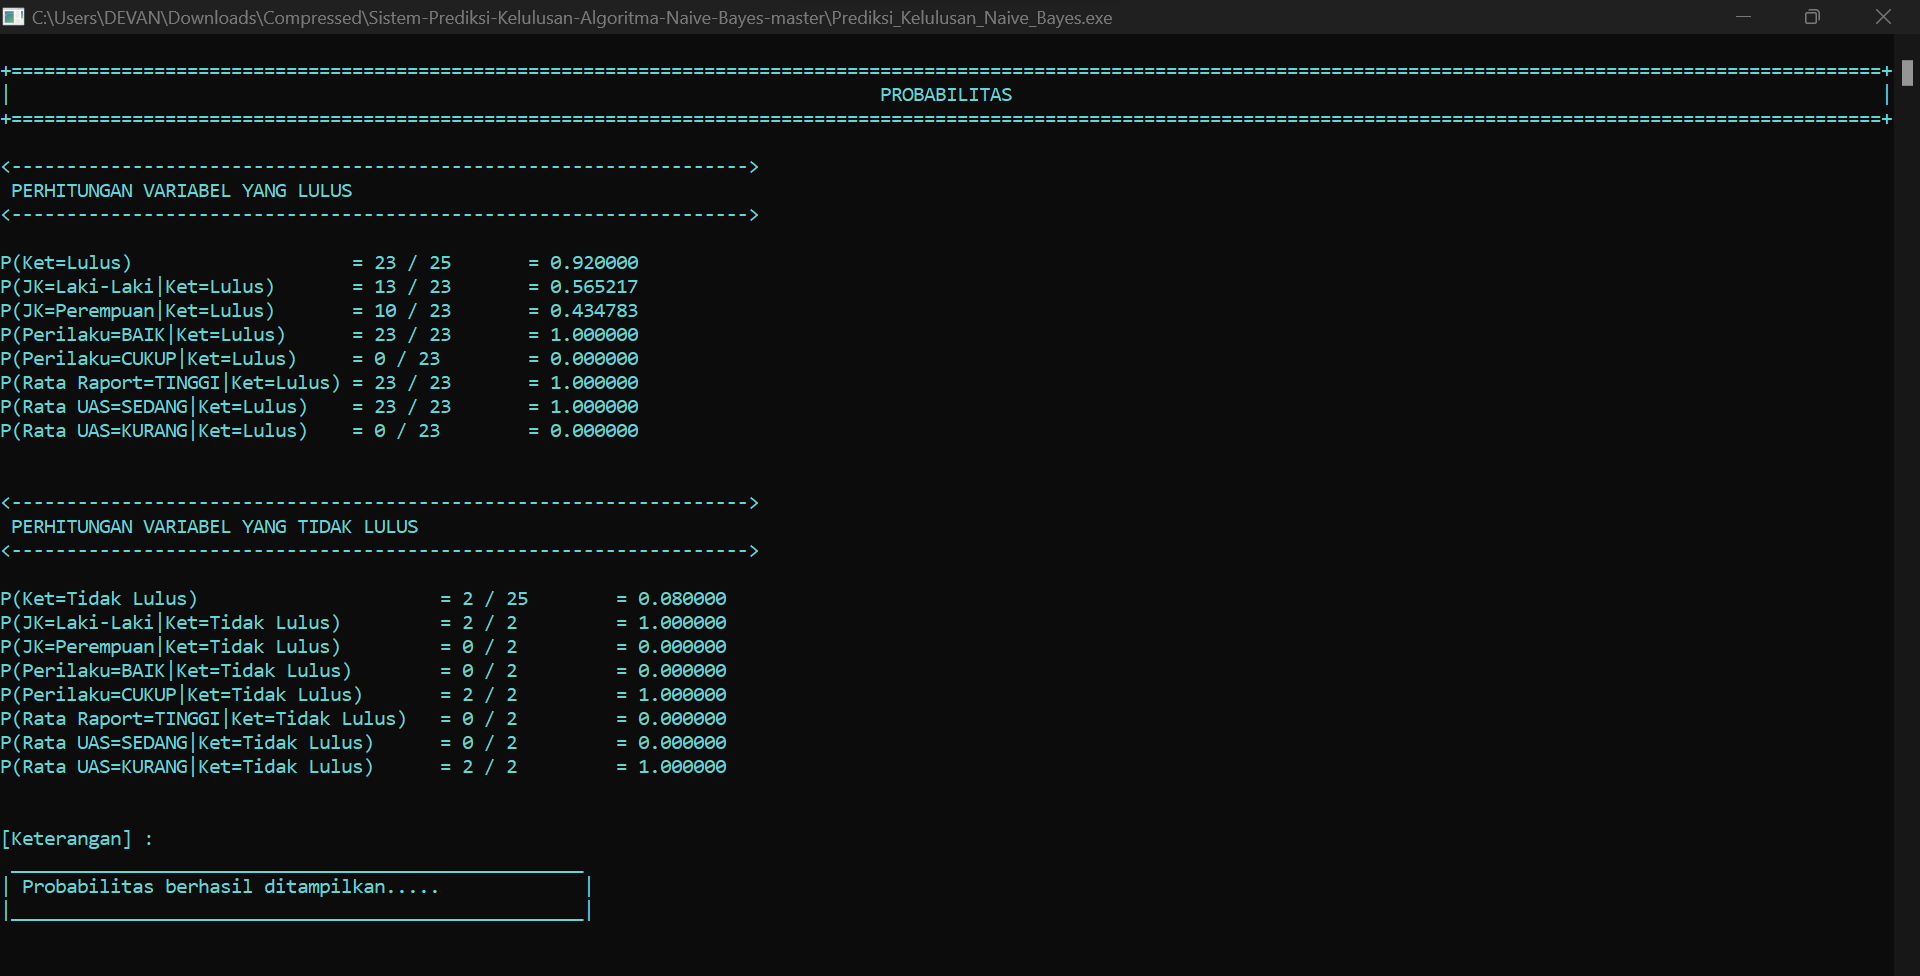 C:\Users\DEVAN\Downloads\Compressed\Sistem-Prediksi-Kelulusan-Algoritma-Naive-Bayes-master\Prediksi_Kelulusan_Naive_Bayes.exe
PROBABILITAS
PERHITUNGAN VARIABEL YANG LULUS
P(Ket=Lulus) = 23 / 25 = 0.920000
P(JK=Laki-Laki|Ket=Lulus) = 13 / 23 = 0.565217
P(JK=Perempuan|Ket=Lulus) = 10 / 23 = 0.434783
P(Perilaku=BAIK|Ket=Lulus) = 23 / 23 = 1.000000
P(Perilaku=CUKUP|Ket=Lulus) = 0 / 23 = 0.000000
P(Rata Raport=TINGGI|Ket=Lulus) = 23 / 23 = 1.000000
P(Rata UAS=SEDANG|Ket=Lulus) = 23 / 23 = 1.000000
P(Rata UAS=KURANG|Ket=Lulus) = 0 / 23 = 0.000000
PERHITUNGAN VARIABEL YANG TIDAK LULUS
P(Ket=Tidak Lulus) = 2 / 25 = 0.080000
P(JK=Laki-Laki|Ket=Tidak Lulus) = 2 / 2 = 1.000000
P(JK=Perempuan|Ket=Tidak Lulus) = 0 / 2 = 0.000000
P(Perilaku=BAIK|Ket=Tidak Lulus) = 0 / 2 = 0.000000
P(Perilaku=CUKUP|Ket=Tidak Lulus) = 2 / 2 = 1.000000
P(Rata Raport=TINGGI|Ket=Tidak Lulus) = 0 / 2 = 0.000000
P(Rata UAS=SEDANG|Ket=Tidak Lulus) = 0 / 2 = 0.000000
P(Rata UAS=KURANG|Ket=Tidak Lulus) = 2 / 2 = 1.000000
[Keterangan] :
Probabilitas berhasil ditampilkan.....